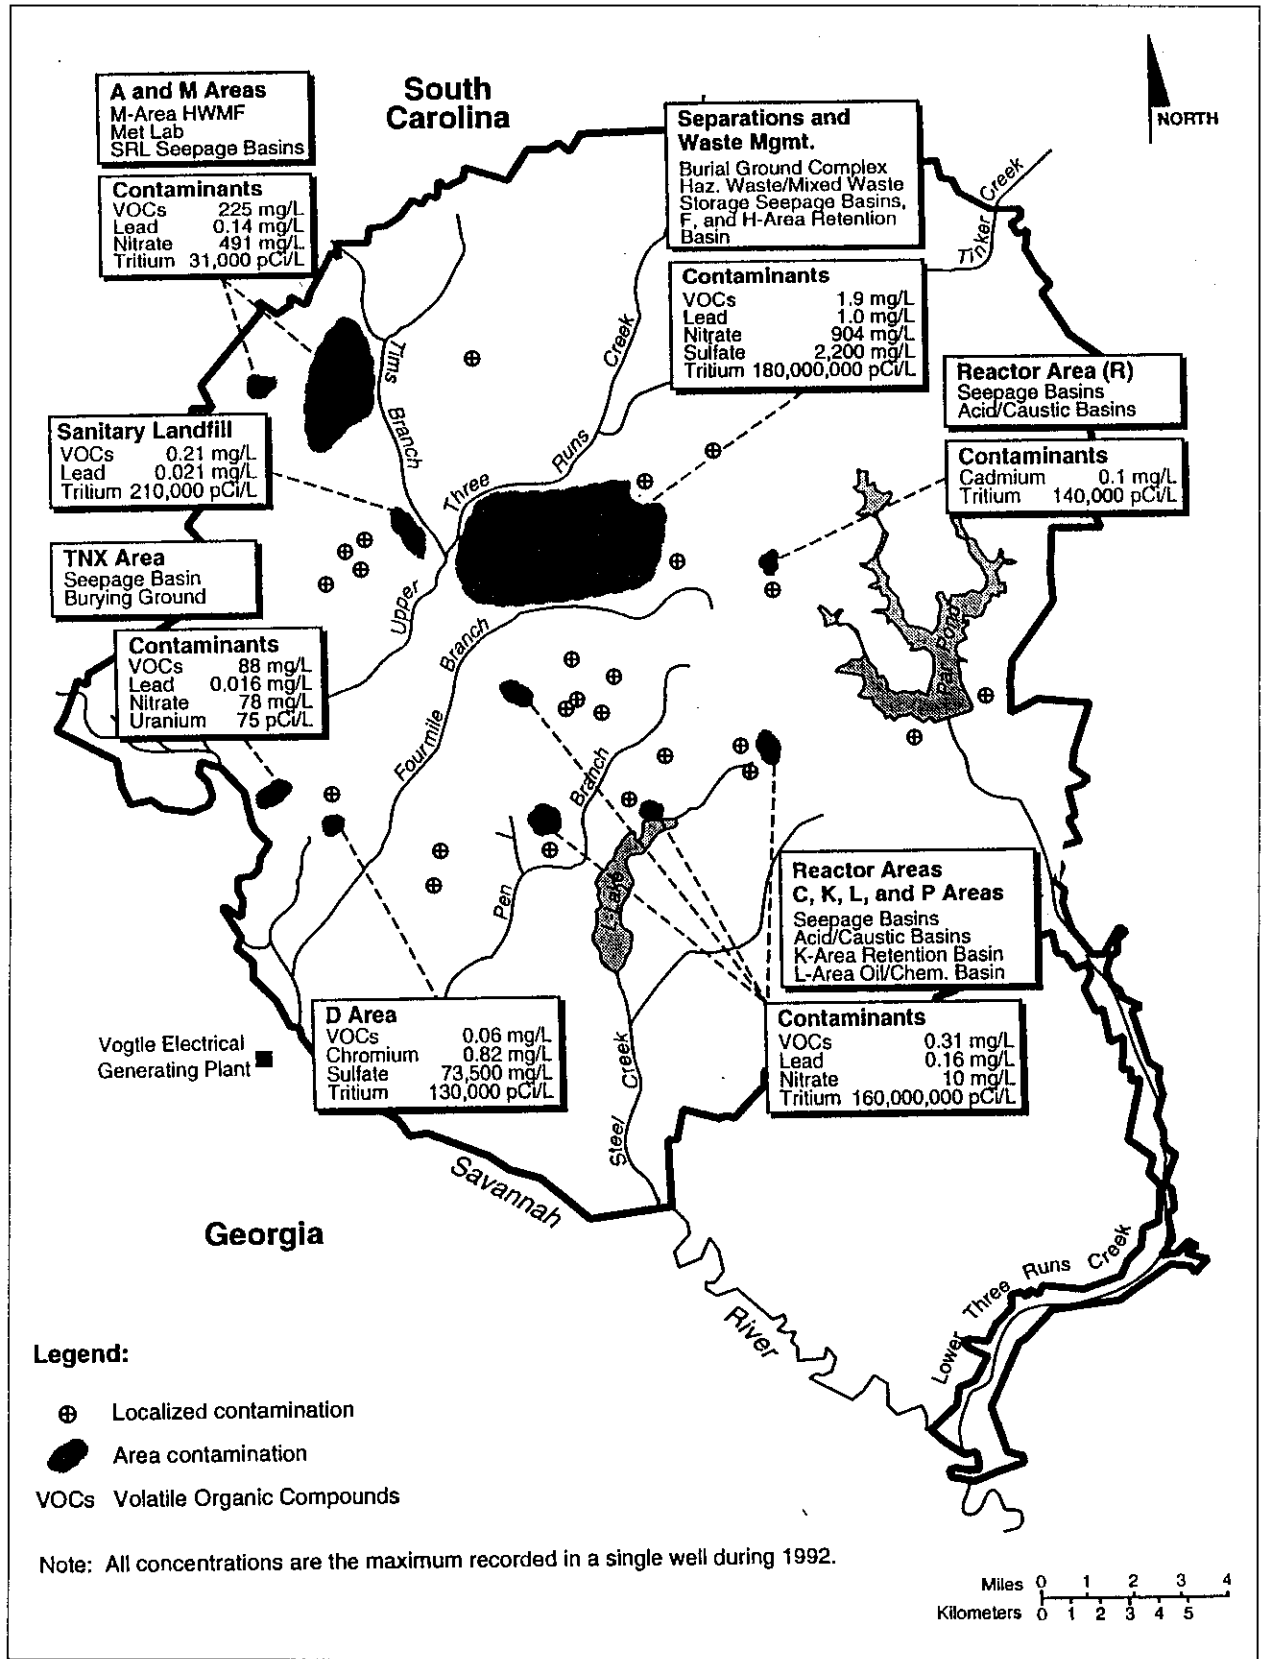 South
Carolina
NORTH
A and M Areas
M-Area HWMF
Met Lab
SRL Seepage Basins
Contaminants
VOCs 225 mg/L
Lead 0.14 mg/L
Nitrate 491 mg/L
Tritium 31,000 pCi/L
Separations and
Waste Mgmt.
Burial Ground Complex
Haz. Waste/Mixed Waste
Storage Seepage Basins,
F, and H-Area Retention
Basin
Contaminants
VOCs 1.9 mg/L
Lead 1.0 mg/L
Nitrate 904 mg/L
Sulfate 2,200 mg/L
Tritium 180,000,000 pCi/L
Tinker Creek
Reactor Area (R)
Seepage Basins
Acid/Caustic Basins
Contaminants
Cadmium 0.1 mg/L
Tritium 140,000 pCi/L
Tims Branch
Upper Three Runs Creek
Sanitary Landfill
VOCs 0.21 mg/L
Lead 0.021 mg/L
Tritium 210,000 pCi/L
TNX Area
Seepage Basin
Burying Ground
Contaminants
VOCs 88 mg/L
Lead 0.016 mg/L
Nitrate 78 mg/L
Uranium 75 pCi/L
Fourmile Branch
Par Pond
Pen Branch
L-Lake
Reactor Areas
C, K, L, and P Areas
Seepage Basins
Acid/Caustic Basins
K-Area Retention Basin
L-Area Oil/Chem. Basin
Contaminants
VOCs 0.31 mg/L
Lead 0.16 mg/L
Nitrate 10 mg/L
Tritium 160,000,000 pCi/L
D Area
VOCs 0.06 mg/L
Chromium 0.82 mg/L
Sulfate 73,500 mg/L
Tritium 130,000 pCi/L
Vogtle Electrical
Generating Plant
Steel Creek
Savannah River
Georgia
Lower Three Runs Creek
Legend:
Localized contamination
Area contamination
VOCs Volatile Organic Compounds
Note: All concentrations are the maximum recorded in a single well during 1992.
Miles 0 1 2 3 4
Kilometers 0 1 2 3 4 5